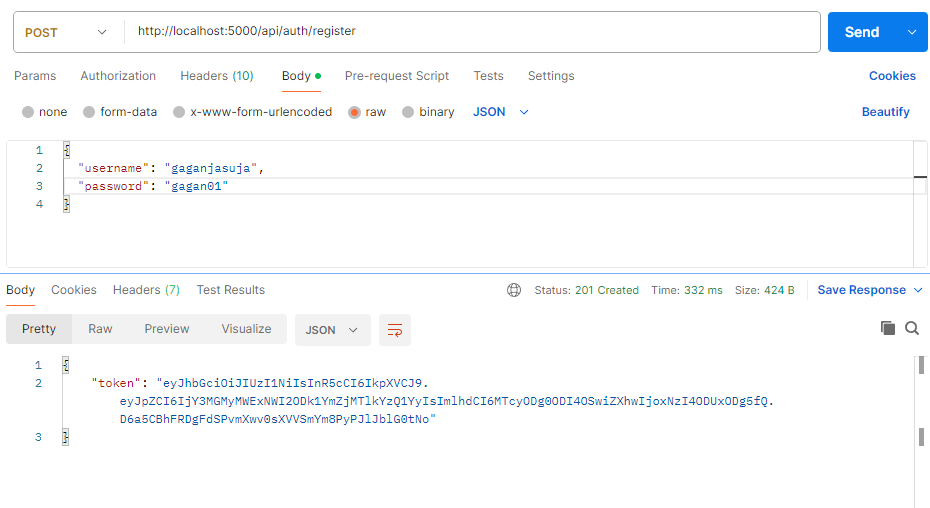 POST http://localhost:5000/api/auth/register Send
Params Authorization Headers (10) Body Pre-request Script Tests Settings Cookies
none form-data x-www-form-urlencoded raw binary JSON Beautify
1 {
2 "username": "gaganjasuja",
3 "password": "gagan01"
4 }
Body Cookies Headers (7) Test Results Status: 201 Created Time: 332 ms Size: 424 B Save Response
Pretty Raw Preview Visualize JSON
1 {
2 "token": "eyJhbGciOiJIUzI1NiIsInR5cCI6IkpXVCJ9.
eyJpZCI6IjY3MGMyMWExNWI2ODk1YmZjMTlkYzQ1YyIsImlhdCI6MTcyODg0ODI4OSwiZXhwIjoxNzI4ODUxODg5fQ.
D6a5CBhFRDgFdSPvmXwv0sXVVSmYm8PyPJlJblG0tNo"
3 }